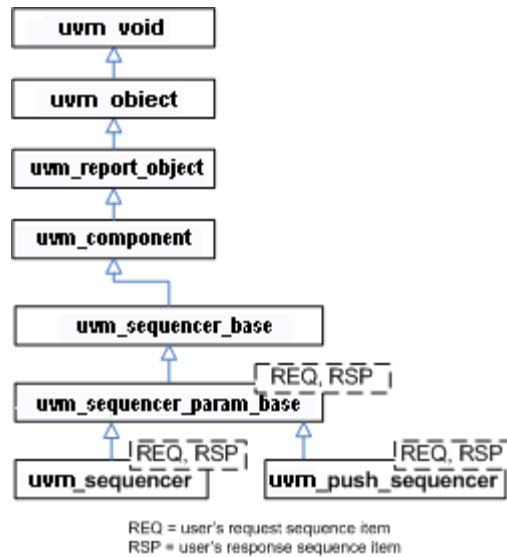 uvm_void
uvm_object
uvm_report_object
uvm_component
uvm_sequencer_base
REQ, RSP
uvm_sequencer_param_base
REQ, RSP
REQ, RSP
uvm_sequencer
uvm_push_sequencer
REQ = user's request sequence item
RSP = user's response sequence item